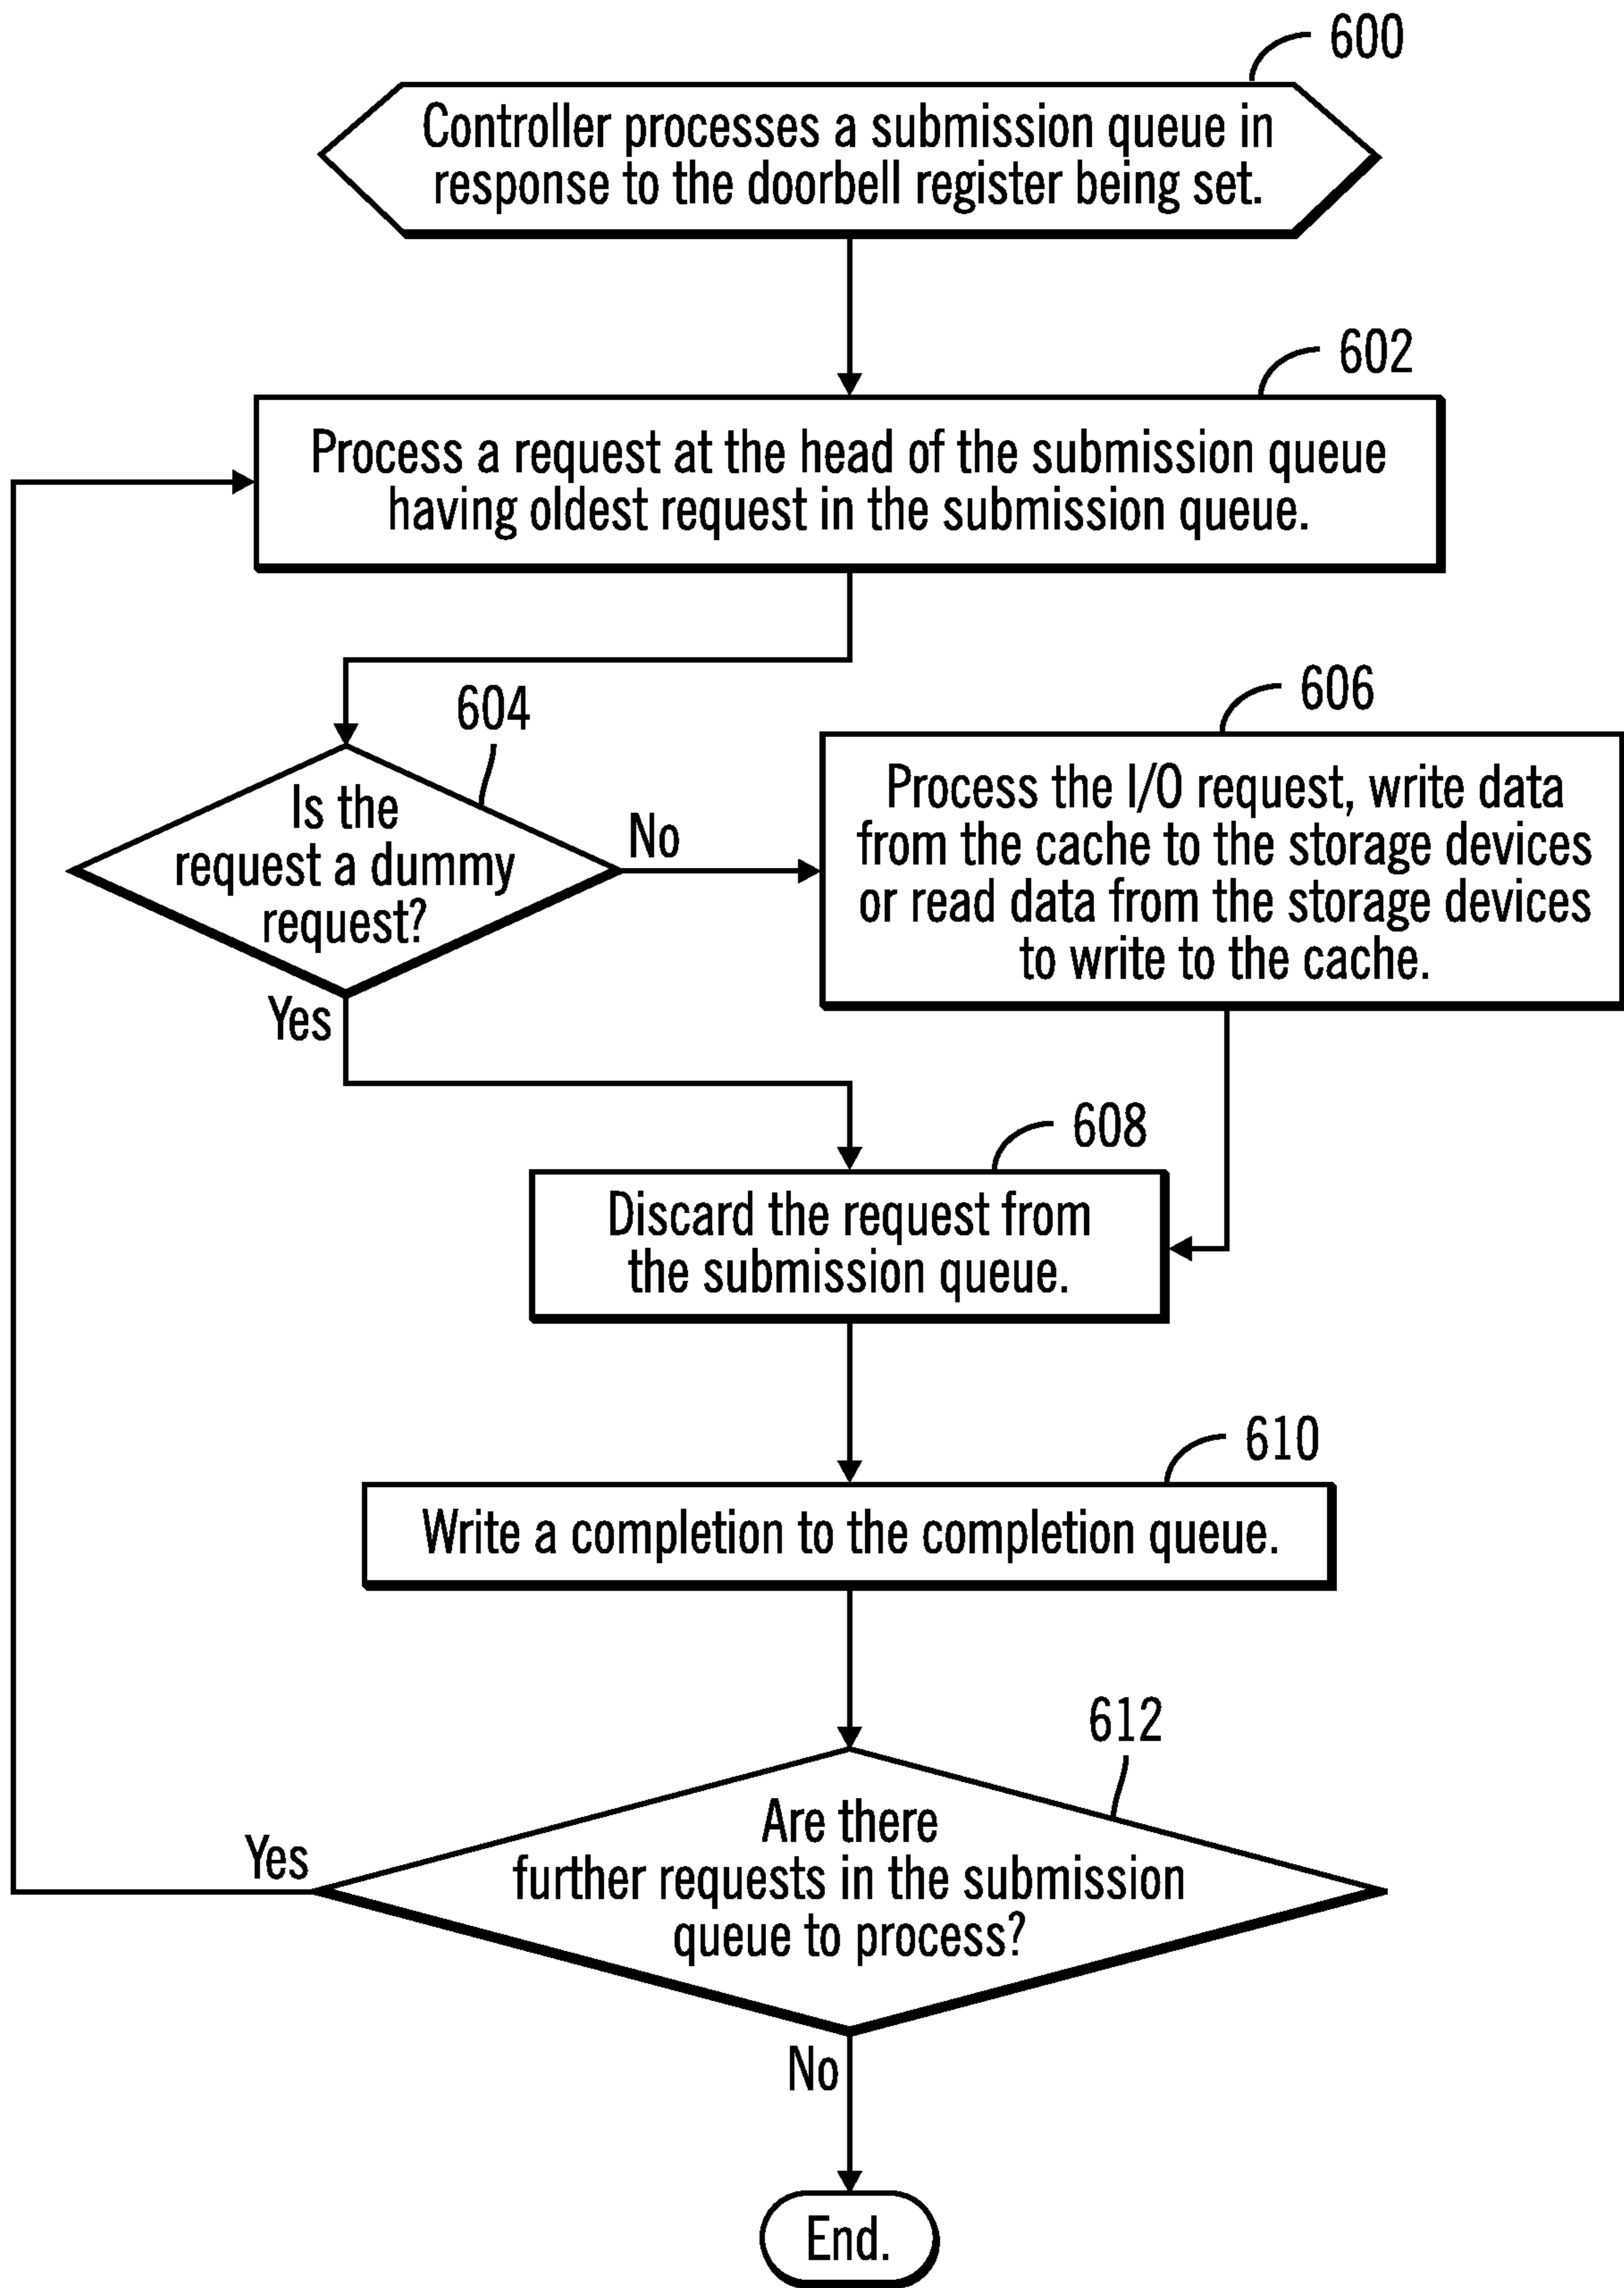 600
Controller processes a submission queue in
response to the doorbell register being set.
602
Process a request at the head of the submission queue
having oldest request in the submission queue.
604
Is the
request a dummy
request?
No
Yes
606
Process the I/O request, write data
from the cache to the storage devices
or read data from the storage devices
to write to the cache.
608
Discard the request from
the submission queue.
610
Write a completion to the completion queue.
612
Are there
further requests in the submission
queue to process?
Yes
No
End.